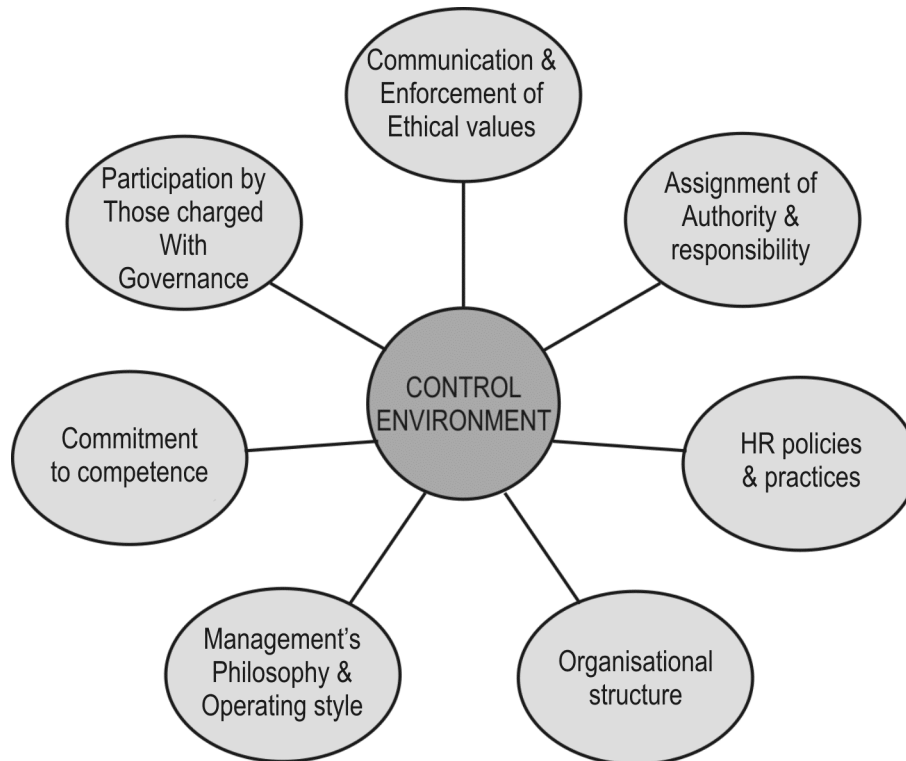 Communication &
Enforcement of
Ethical values
Participation by
Those charged
With
Governance
Assignment of
Authority &
responsibility
CONTROL
ENVIRONMENT
Commitment
to competence
HR policies
& practices
Management’s
Philosophy &
Operating style
Organisational
structure